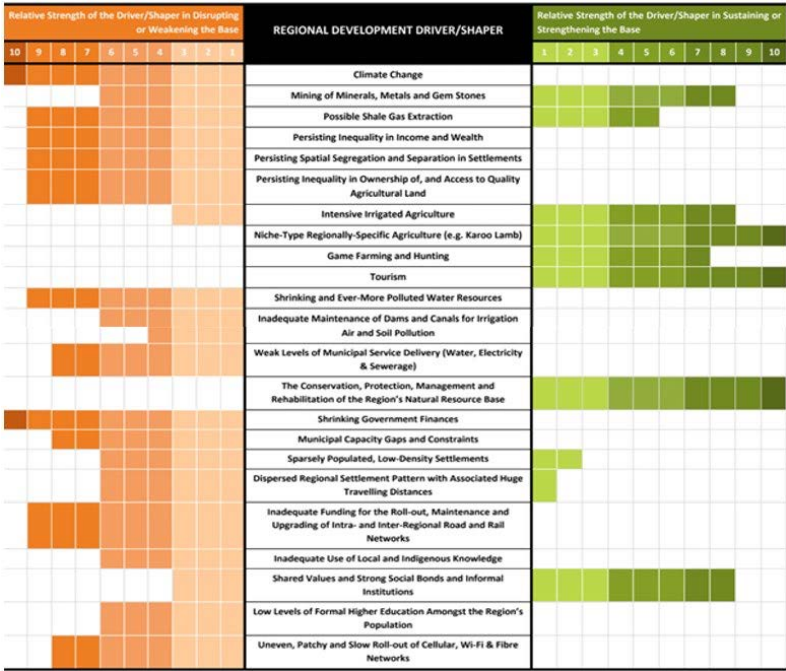 Relative Strength of the Driver/Shaper in Disrupting
or Weakening the Base
REGIONAL DEVELOPMENT DRIVER/SHAPER
Relative Strength of the Driver/Shaper in Sustaining or
Strengthening the Base
10 9 8 7 6 5 4 3 2 1
1 2 3 4 5 6 7 8 9 10
Climate Change
Mining of Minerals, Metals and Gem Stones
Possible Shale Gas Extraction
Persisting Inequality in Income and Wealth
Persisting Spatial Segregation and Separation in Settlements
Persisting Inequality in Ownership of, and Access to Quality
Agricultural Land
Intensive Irrigated Agriculture
Niche-Type Regionally-Specific Agriculture (e.g. Karoo Lamb)
Game Farming and Hunting
Tourism
Shrinking and Ever-More Polluted Water Resources
Inadequate Maintenance of Dams and Canals for Irrigation
Air and Soil Pollution
Weak Levels of Municipal Service Delivery (Water, Electricity
& Sewerage)
The Conservation, Protection, Management and
Rehabilitation of the Region's Natural Resource Base
Shrinking Government Finances
Municipal Capacity Gaps and Constraints
Sparsely Populated, Low-Density Settlements
Dispersed Regional Settlement Pattern with Associated Huge
Travelling Distances
Inadequate Funding for the Roll-out, Maintenance and
Upgrading of Intra- and Inter-Regional Road and Rail
Networks
Inadequate Use of Local and Indigenous Knowledge
Shared Values and Strong Social Bonds and Informal
Institutions
Low Levels of Formal Higher Education Amongst the Region's
Population
Uneven, Patchy and Slow Roll-out of Cellular, Wi-Fi & Fibre
Networks